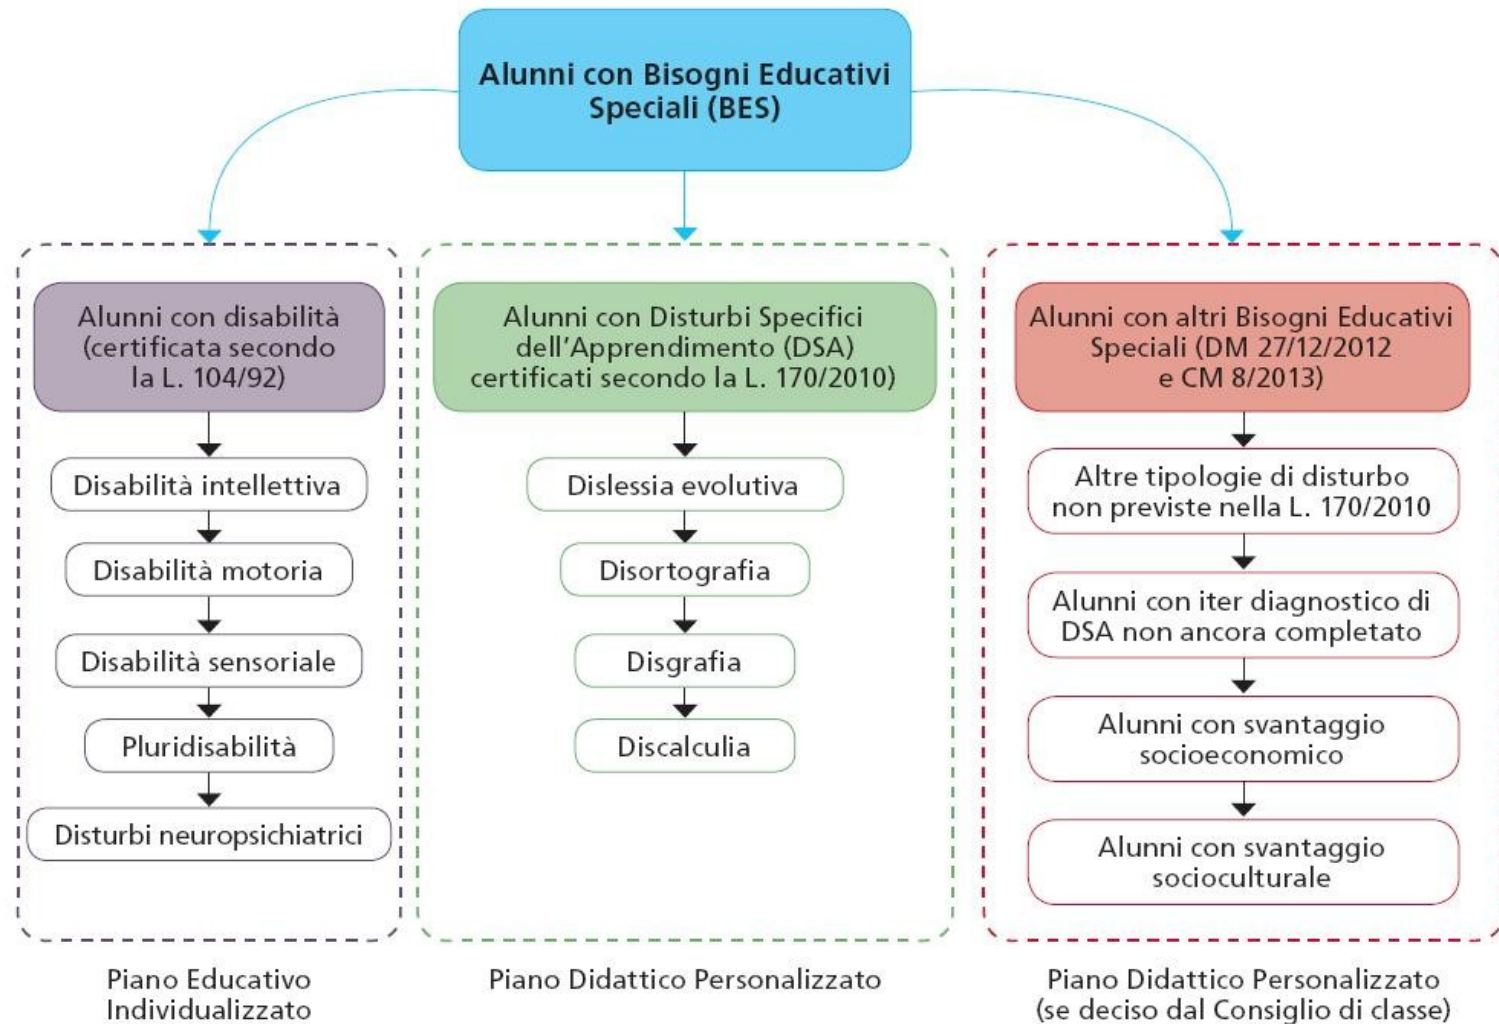 Alunni con Bisogni Educativi
Speciali (BES)
Alunni con disabilità
(certificata secondo
la L. 104/92)
Disabilità intellettiva
Disabilità motoria
Disabilità sensoriale
Pluridisabilità
Disturbi neuropsichiatrici
Piano Educativo
Individualizzato
Alunni con Disturbi Specifici
dell'Apprendimento (DSA)
certificati secondo la L. 170/2010)
Dislessia evolutiva
Disortografia
Disgrafia
Discalculia
Piano Didattico Personalizzato
Alunni con altri Bisogni Educativi
Speciali (DM 27/12/2012
e CM 8/2013)
Altre tipologie di disturbo
non previste nella L. 170/2010
Alunni con iter diagnostico di
DSA non ancora completato
Alunni con svantaggio
socioeconomico
Alunni con svantaggio
socioculturale
Piano Didattico Personalizzato
(se deciso dal Consiglio di classe)